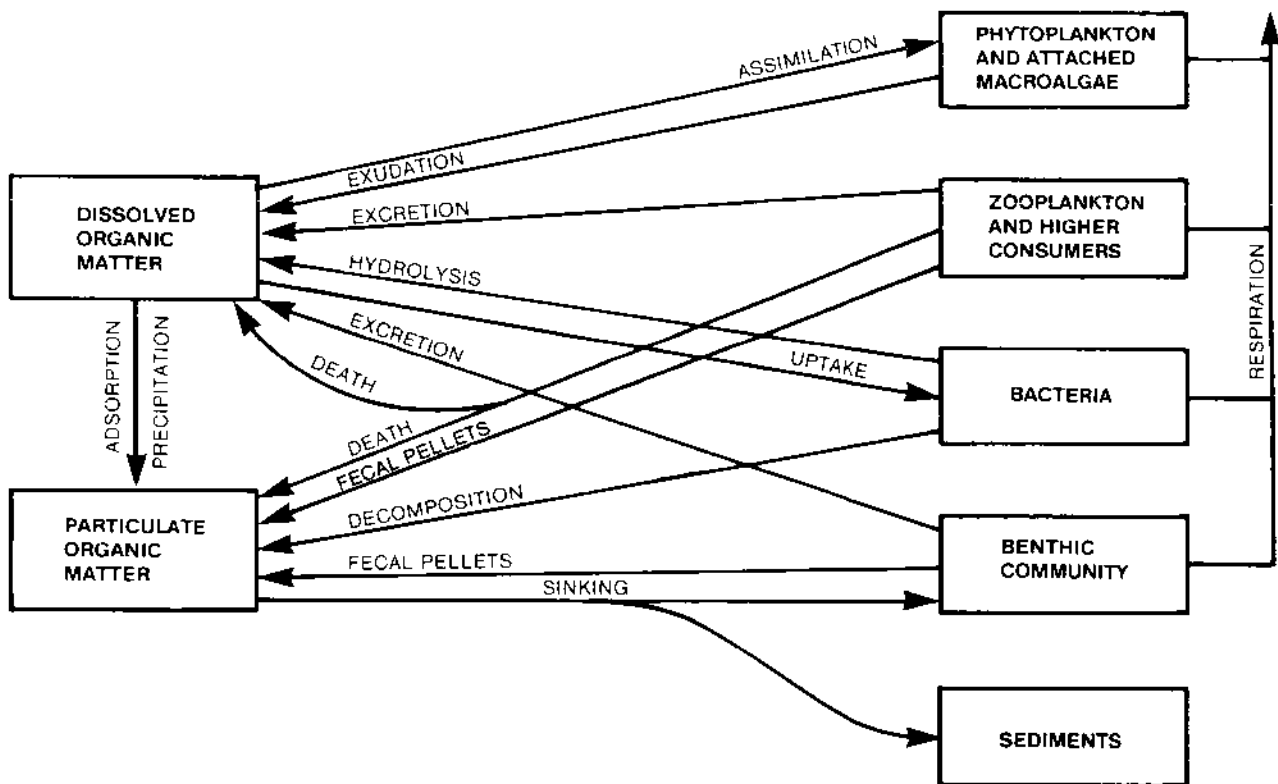 PHYTOPLANKTON
AND ATTACHED
MACROALGAE
ASSIMILATION
EXUDATION
DISSOLVED
ORGANIC
MATTER
EXCRETION
ZOOPLANKTON
AND HIGHER
CONSUMERS
HYDROLYSIS
RESPIRATION
EXCRETION
UPTAKE
DEATH
ADSORPTION
PRECIPITATION
BACTERIA
DEATH
FECAL PELLETS
DECOMPOSITION
PARTICULATE
ORGANIC
MATTER
FECAL PELLETS
SINKING
BENTHIC
COMMUNITY
SEDIMENTS